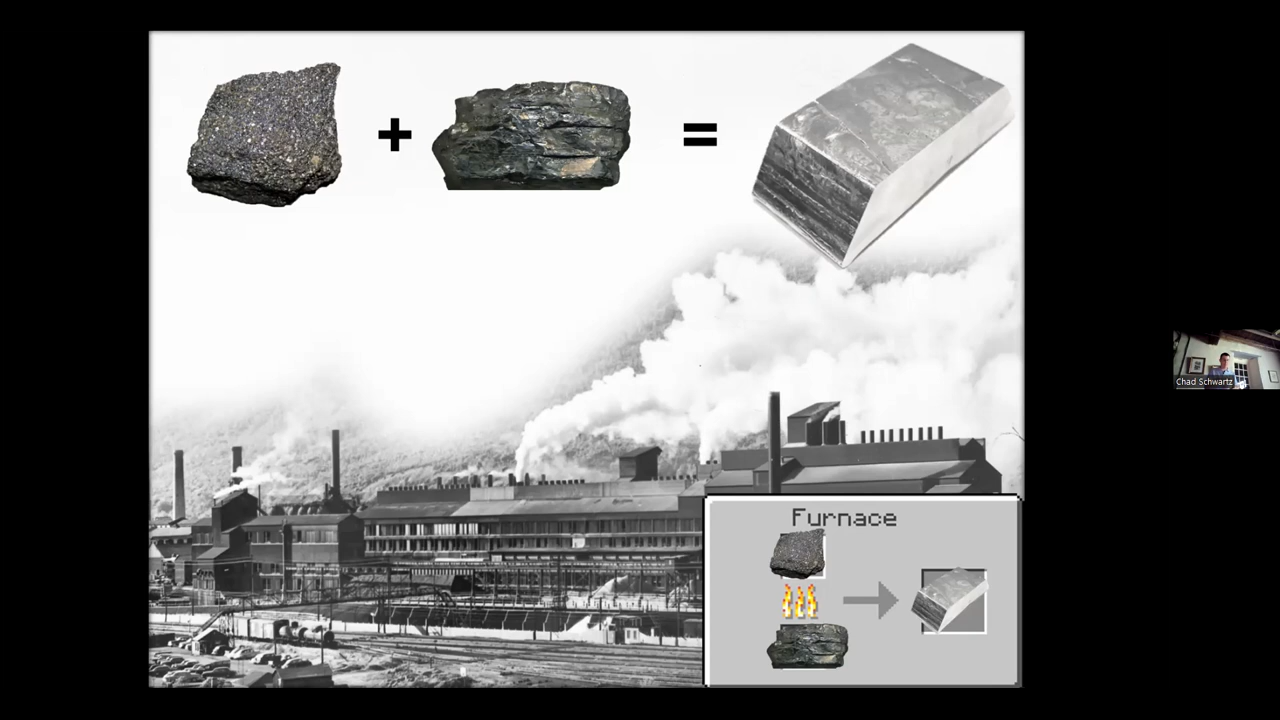 +
=
Furnace
Chad Schwartz